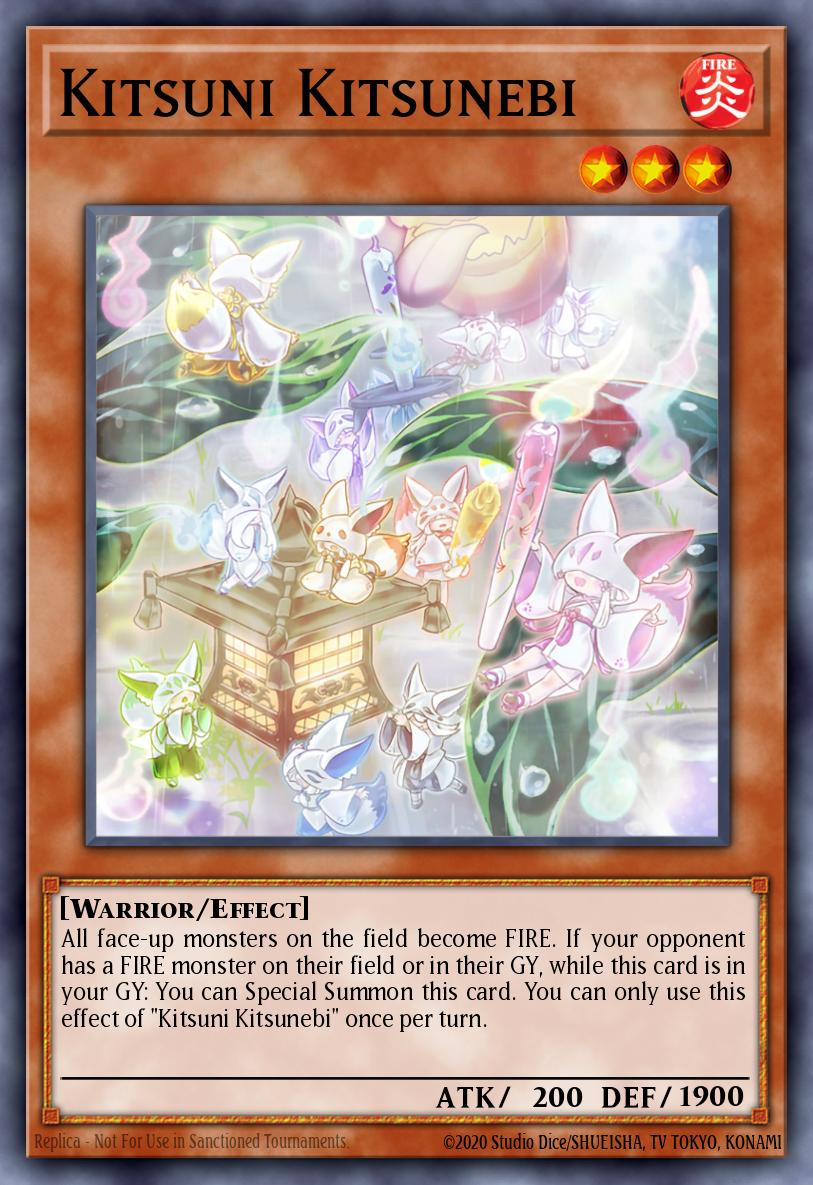 Kitsuni Kitsunebi
FIRE
炎
[Warrior/Effect]
All face-up monsters on the field become FIRE. If your opponent
has a FIRE monster on their field or in their GY, while this card is in
your GY: You can Special Summon this card. You can only use this
effect of "Kitsuni Kitsunebi" once per turn.
ATK/ 200 DEF/1900
Replica - Not For Use in Sanctioned Tournaments.
©2020 Studio Dice/SHUEISHA, TV TOKYO, KONAMI